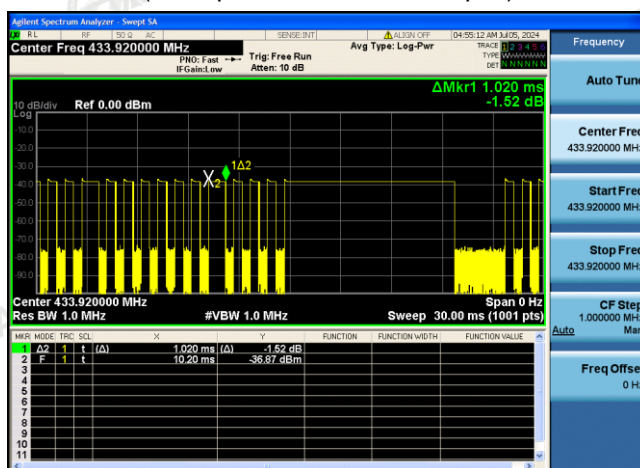 Agilent Spectrum Analyzer - Swept SA
RL RF 50 Ω AC SENSE:INT ALIGN OFF 04:55:12 AM Jul 05, 2024
Center Freq 433.920000 MHz Avg Type: Log-Pwr TRACE 1 2 3 4 5 6
PNO: Fast Trig: Free Run TYPE
IFGain:Low Atten: 10 dB DET N N N N N N
ΔMkr1 1.020 ms
-1.52 dB
10 dB/div Ref 0.00 dBm
Log
-10.0
-20.0
-30.0
-40.0
-50.0
-60.0
-70.0
-80.0
-90.0
X2 1Δ2
Center 433.920000 MHz Span 0 Hz
Res BW 1.0 MHz #VBW 1.0 MHz Sweep 30.00 ms (1001 pts)
MKR MODE TRC SCL X Y FUNCTION FUNCTION WIDTH FUNCTION VALUE
1 Δ2 1 t (Δ) 1.020 ms (Δ) -1.52 dB
2 F 1 t 10.20 ms -36.87 dBm
3
4
5
6
7
8
9
10
11
Frequency
Auto Tune
Center Freq
433.920000 MHz
Start Freq
433.920000 MHz
Stop Freq
433.920000 MHz
CF Step
1.000000 MHz
Auto Man
Freq Offset
0 Hz